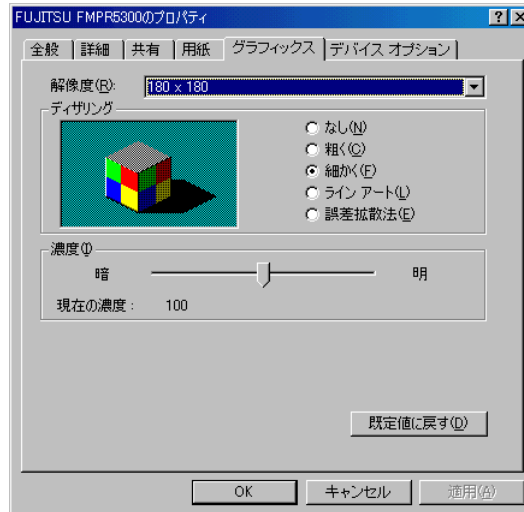 FUJITSU FMPR5300のプロパティ
全般 詳細 共有 用紙 グラフィックス デバイス オプション
解像度(R): 180 x 180
ディザリング
なし(N)
粗く(C)
細かく(F)
ライン アート(L)
誤差拡散法(E)
濃度(I)
暗 明
現在の濃度 : 100
既定値に戻す(D)
OK キャンセル 適用(A)